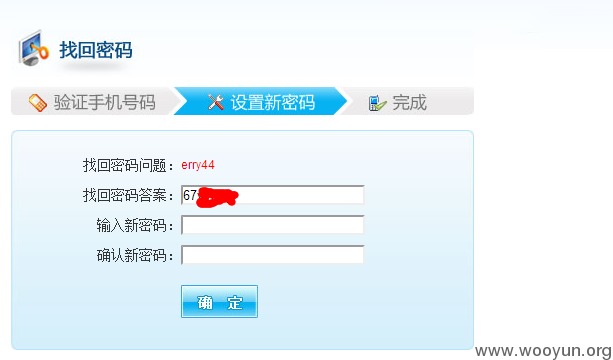 找回密码
验证手机号码 设置新密码 完成
找回密码问题：erry44
找回密码答案：67
输入新密码：
确认新密码：
确 定
www.wooyun.org